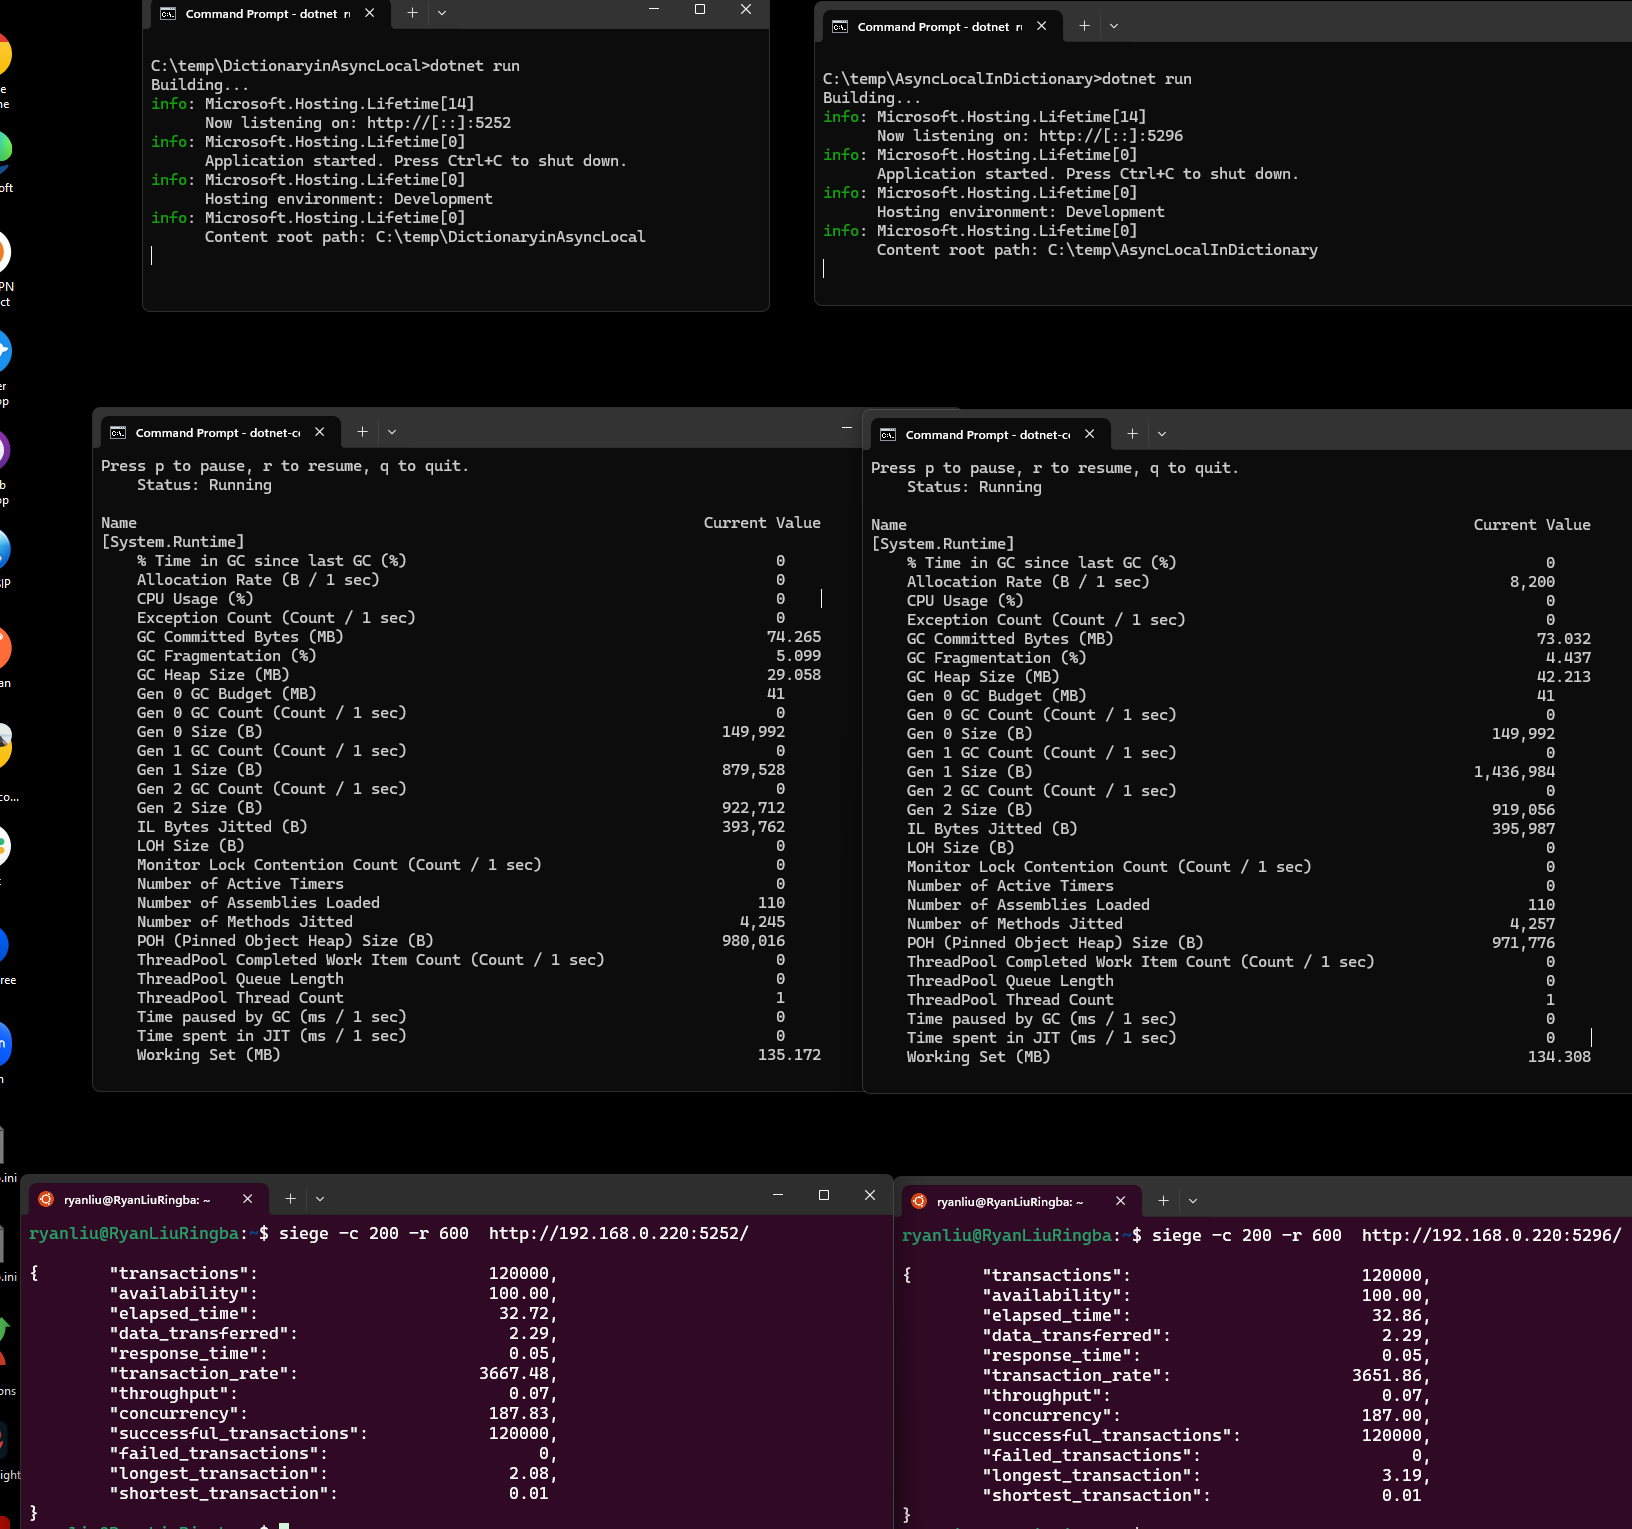 Command Prompt - dotnet
C:\temp\DictionaryinAsyncLocal>dotnet run
Building...
info: Microsoft.Hosting.Lifetime[14]
Now listening on: http://[::]:5252
info: Microsoft.Hosting.Lifetime[0]
Application started. Press Ctrl+C to shut down.
info: Microsoft.Hosting.Lifetime[0]
Hosting environment: Development
info: Microsoft.Hosting.Lifetime[0]
Content root path: C:\temp\DictionaryinAsyncLocal
Command Prompt - dotnet
C:\temp\AsyncLocalInDictionary>dotnet run
Building...
info: Microsoft.Hosting.Lifetime[14]
Now listening on: http://[::]:5296
info: Microsoft.Hosting.Lifetime[0]
Application started. Press Ctrl+C to shut down.
info: Microsoft.Hosting.Lifetime[0]
Hosting environment: Development
info: Microsoft.Hosting.Lifetime[0]
Content root path: C:\temp\AsyncLocalInDictionary
Command Prompt - dotnet-c
Press p to pause, r to resume, q to quit.
Status: Running
Name Current Value
[System.Runtime]
% Time in GC since last GC (%) 0
Allocation Rate (B / 1 sec) 0
CPU Usage (%) 0
Exception Count (Count / 1 sec) 0
GC Committed Bytes (MB) 74.265
GC Fragmentation (%) 5.099
GC Heap Size (MB) 29.058
Gen 0 GC Budget (MB) 41
Gen 0 GC Count (Count / 1 sec) 0
Gen 0 Size (B) 149,992
Gen 1 GC Count (Count / 1 sec) 0
Gen 1 Size (B) 879,528
Gen 2 GC Count (Count / 1 sec) 0
Gen 2 Size (B) 922,712
IL Bytes Jitted (B) 393,762
LOH Size (B) 0
Monitor Lock Contention Count (Count / 1 sec) 0
Number of Active Timers 0
Number of Assemblies Loaded 110
Number of Methods Jitted 4,245
POH (Pinned Object Heap) Size (B) 980,016
ThreadPool Completed Work Item Count (Count / 1 sec) 0
ThreadPool Queue Length 0
ThreadPool Thread Count 1
Time paused by GC (ms / 1 sec) 0
Time spent in JIT (ms / 1 sec) 0
Working Set (MB) 135.172
Command Prompt - dotnet-c
Press p to pause, r to resume, q to quit.
Status: Running
Name Current Value
[System.Runtime]
% Time in GC since last GC (%) 0
Allocation Rate (B / 1 sec) 8,200
CPU Usage (%) 0
Exception Count (Count / 1 sec) 0
GC Committed Bytes (MB) 73.032
GC Fragmentation (%) 4.437
GC Heap Size (MB) 42.213
Gen 0 GC Budget (MB) 41
Gen 0 GC Count (Count / 1 sec) 0
Gen 0 Size (B) 149,992
Gen 1 GC Count (Count / 1 sec) 0
Gen 1 Size (B) 1,436,984
Gen 2 GC Count (Count / 1 sec) 0
Gen 2 Size (B) 919,056
IL Bytes Jitted (B) 395,987
LOH Size (B) 0
Monitor Lock Contention Count (Count / 1 sec) 0
Number of Active Timers 0
Number of Assemblies Loaded 110
Number of Methods Jitted 4,257
POH (Pinned Object Heap) Size (B) 971,776
ThreadPool Completed Work Item Count (Count / 1 sec) 0
ThreadPool Queue Length 0
ThreadPool Thread Count 1
Time paused by GC (ms / 1 sec) 0
Time spent in JIT (ms / 1 sec) 0
Working Set (MB) 134.308
ryanliu@RyanLiuRingba: ~
ryanliu@RyanLiuRingba:~$ siege -c 200 -r 600 http://192.168.0.220:5252/
{ "transactions": 120000,
"availability": 100.00,
"elapsed_time": 32.72,
"data_transferred": 2.29,
"response_time": 0.05,
"transaction_rate": 3667.48,
"throughput": 0.07,
"concurrency": 187.83,
"successful_transactions": 120000,
"failed_transactions": 0,
"longest_transaction": 2.08,
"shortest_transaction": 0.01
}
ryanliu@RyanLiuRingba: ~
ryanliu@RyanLiuRingba:~$ siege -c 200 -r 600 http://192.168.0.220:5296/
{ "transactions": 120000,
"availability": 100.00,
"elapsed_time": 32.86,
"data_transferred": 2.29,
"response_time": 0.05,
"transaction_rate": 3651.86,
"throughput": 0.07,
"concurrency": 187.00,
"successful_transactions": 120000,
"failed_transactions": 0,
"longest_transaction": 3.19,
"shortest_transaction": 0.01
}